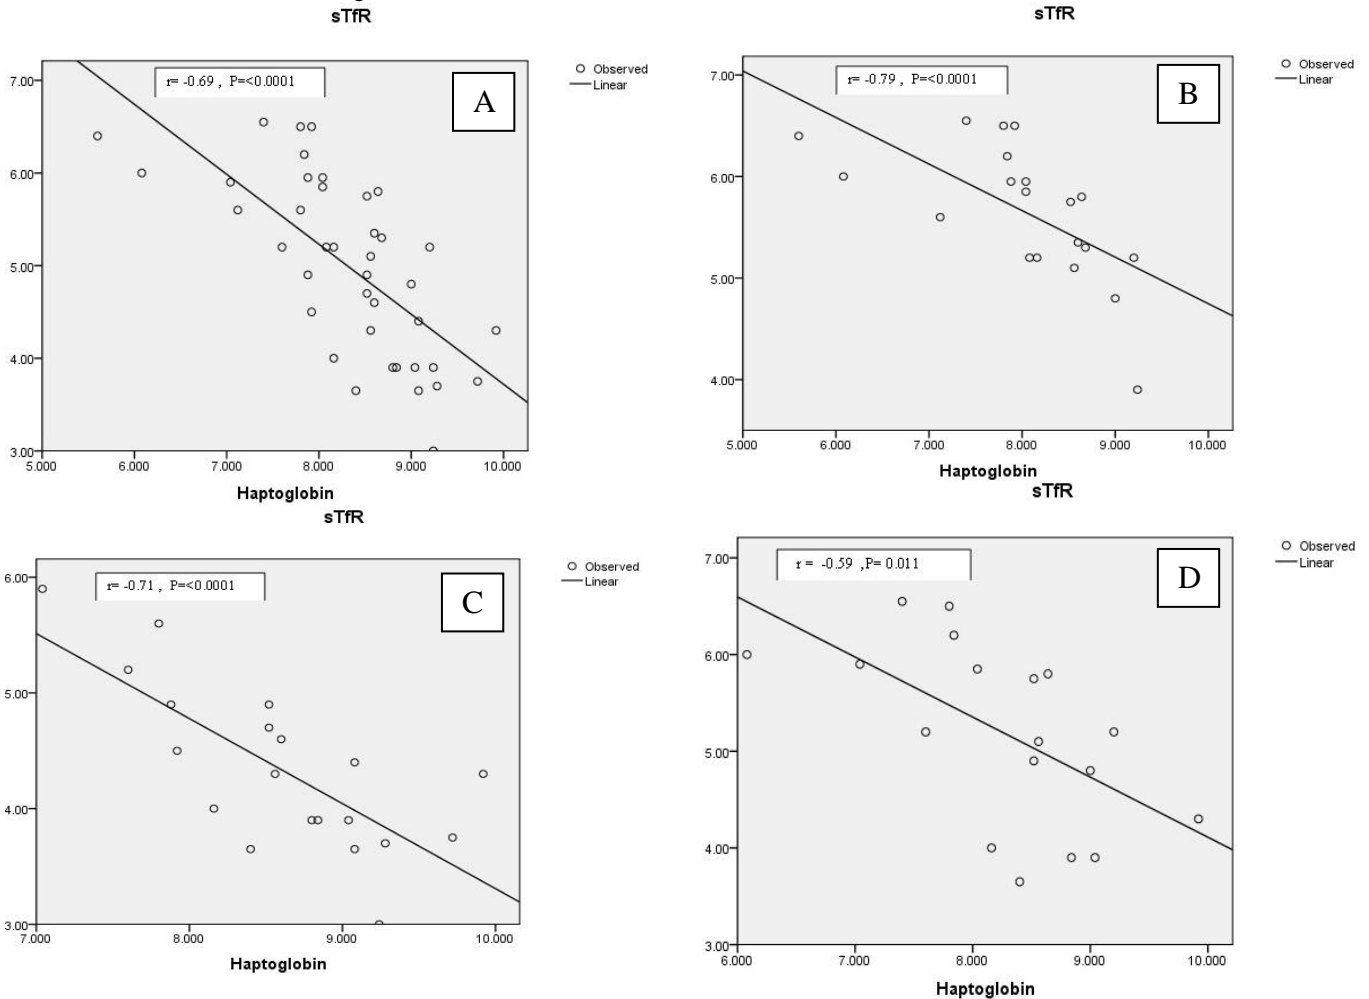 sTfR
r= -0.69 , P=<0.0001
A
Observed
Linear
7.00
6.00
5.00
4.00
3.00
5.000 6.000 7.000 8.000 9.000 10.000
Haptoglobin
sTfR
r= -0.79 , P=<0.0001
B
Observed
Linear
7.00
6.00
5.00
4.00
5.000 6.000 7.000 8.000 9.000 10.000
Haptoglobin
sTfR
r= -0.71 , P=<0.0001
C
Observed
Linear
6.00
5.00
4.00
3.00
7.000 8.000 9.000 10.000
Haptoglobin
sTfR
r = -0.59 ,P= 0.011
D
Observed
Linear
7.00
6.00
5.00
4.00
3.00
6.000 7.000 8.000 9.000 10.000
Haptoglobin